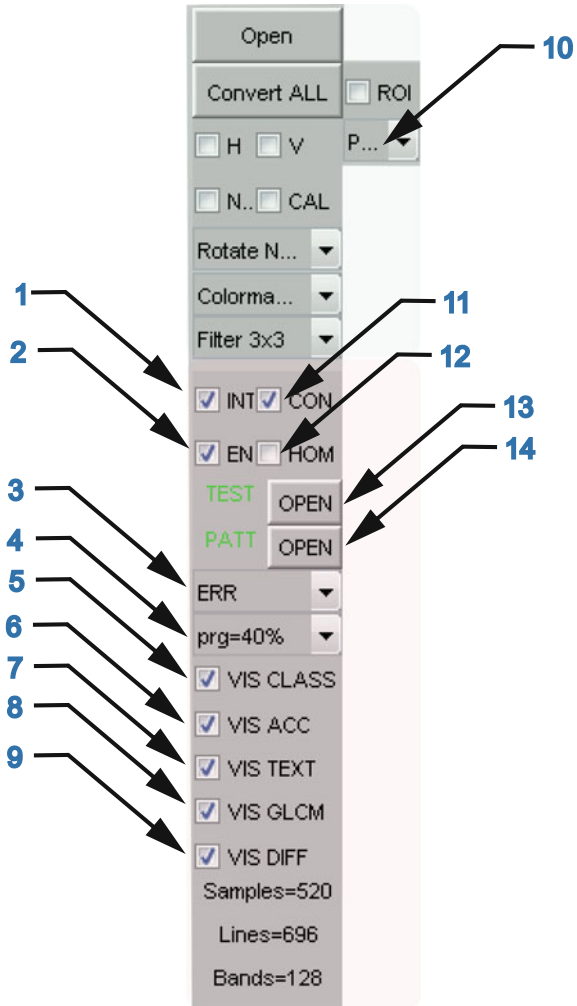 Open
10
Convert ALL ROI
H V P...
N.. CAL
Rotate N...
1 Colorma... 11
2 Filter 3x3 12
INT CON 13
EN HOM 14
3 TEST OPEN
4 PATT OPEN
5 ERR
6 prg=40%
7 VIS CLASS
8 VIS ACC
9 VIS TEXT
VIS GLCM
VIS DIFF
Samples=520
Lines=696
Bands=128